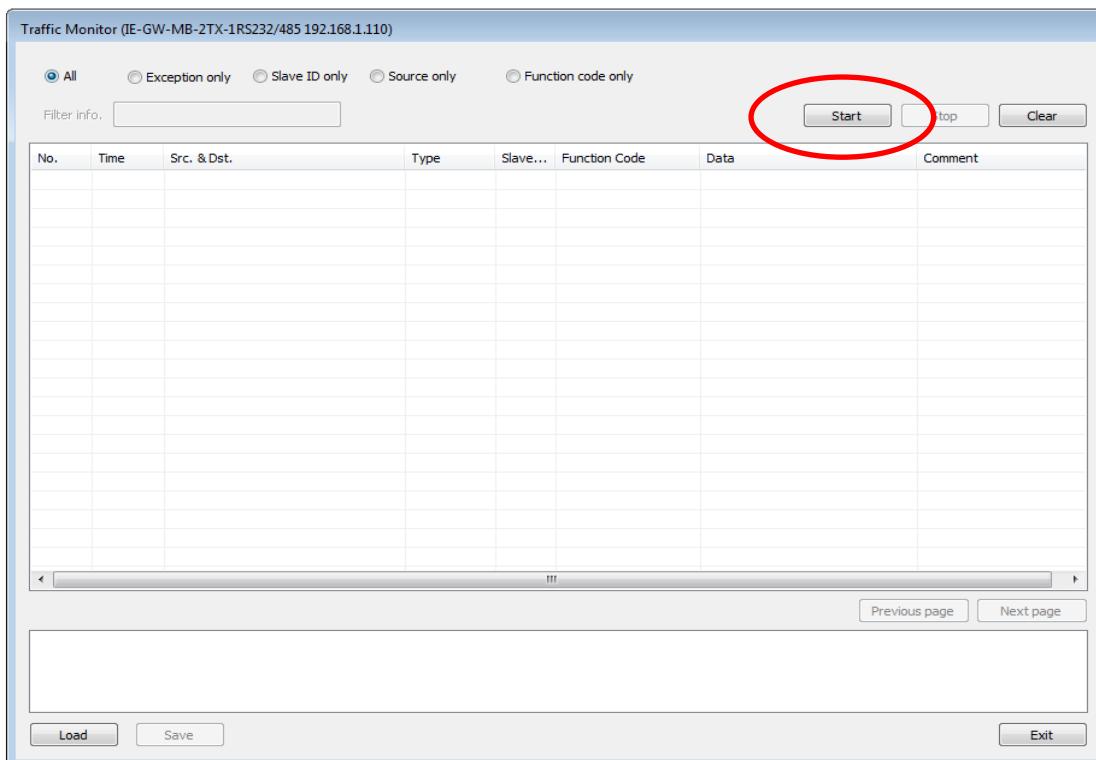 Traffic Monitor (IE-GW-MB-2TX-1RS232/485 192.168.1.110)
All Exception only Slave ID only Source only Function code only
Filter info. Start Stop Clear
No. Time Src. & Dst. Type Slave... Function Code Data Comment
Previous page Next page
Load Save Exit